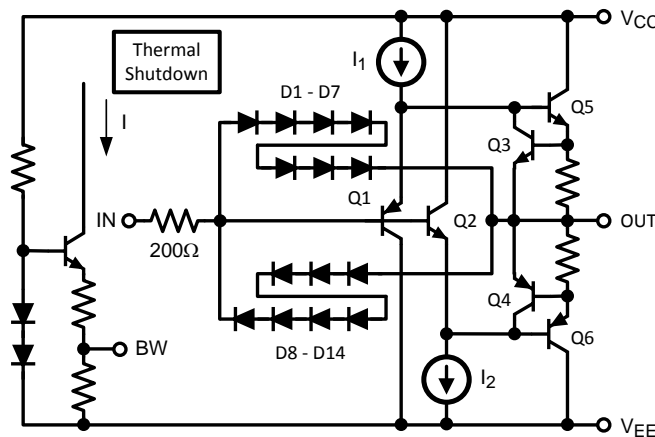 Thermal
Shutdown
I
D1 - D7
I1
VCC
Q5
Q3
Q1
Q2
IN
200Ω
OUT
Q4
Q6
D8 - D14
BW
I2
VEE